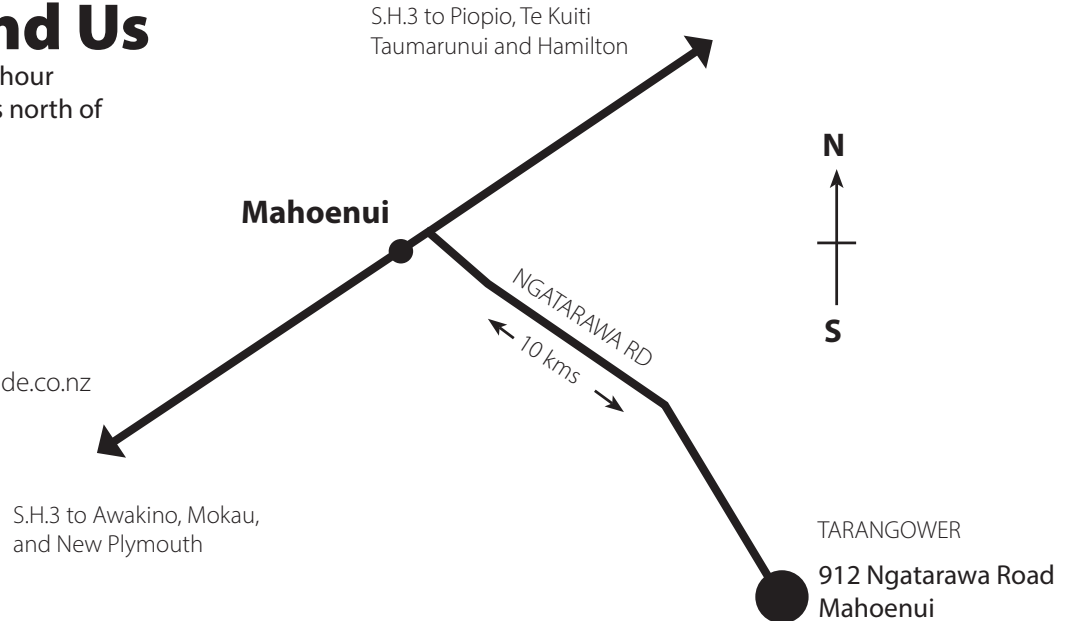 nd Us
hour
s north of
S.H.3 to Piopio, Te Kuiti
Taumarunui and Hamilton
N
Mahoenui
NGATARAWA RD
10 kms
S
de.co.nz
S.H.3 to Awakino, Mokau,
and New Plymouth
TARANGOWER
912 Ngatarawa Road
Mahoenui